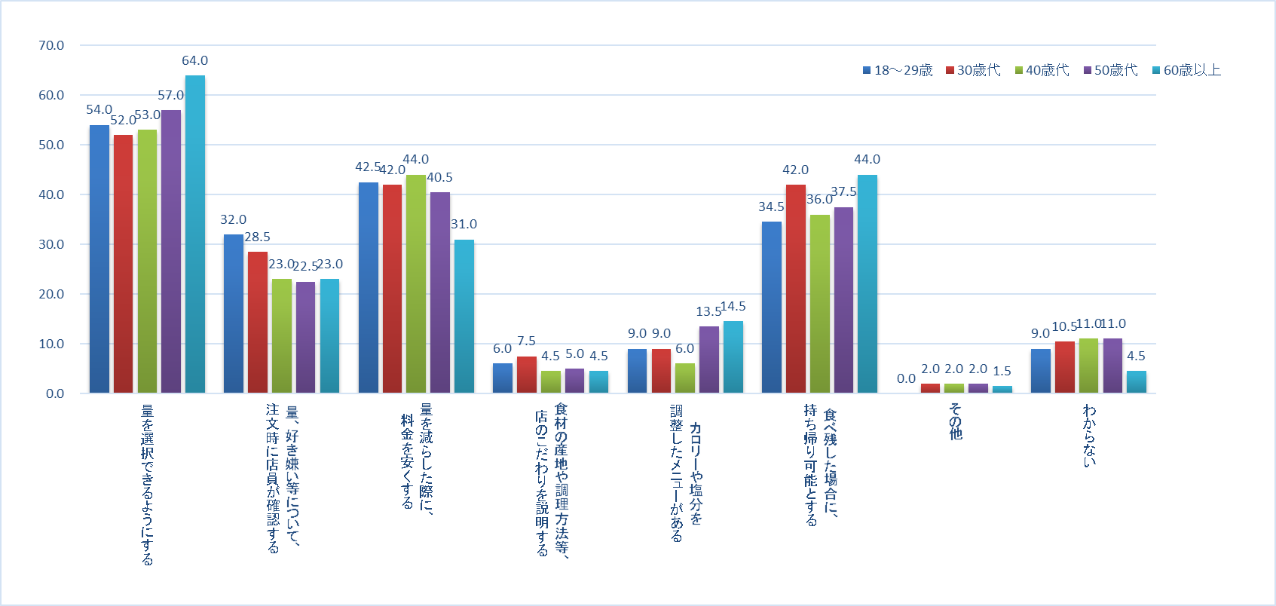 70.0
60.0
50.0
40.0
30.0
20.0
10.0
0.0
18～29歳
30歳代
40歳代
50歳代
60歳以上
54.0
52.0
53.0
57.0
64.0
32.0
28.5
23.0
22.5
23.0
42.5
42.0
44.0
40.5
31.0
6.0
7.5
4.5
5.0
4.5
9.0
9.0
6.0
13.5
14.5
34.5
42.0
36.0
37.5
44.0
0.0
2.0
2.0
2.0
1.5
9.0
10.5
11.0
11.0
4.5
量を選択できるようにする
量、好き嫌い等について、
注文時に店員が確認する
量を減らした際に、
料金を安くする
食材の産地や調理方法等、
店のこだわりを説明する
カロリーや塩分を
調整したメニューがある
食べ残した場合に、
持ち帰り可能とする
その他
わからない